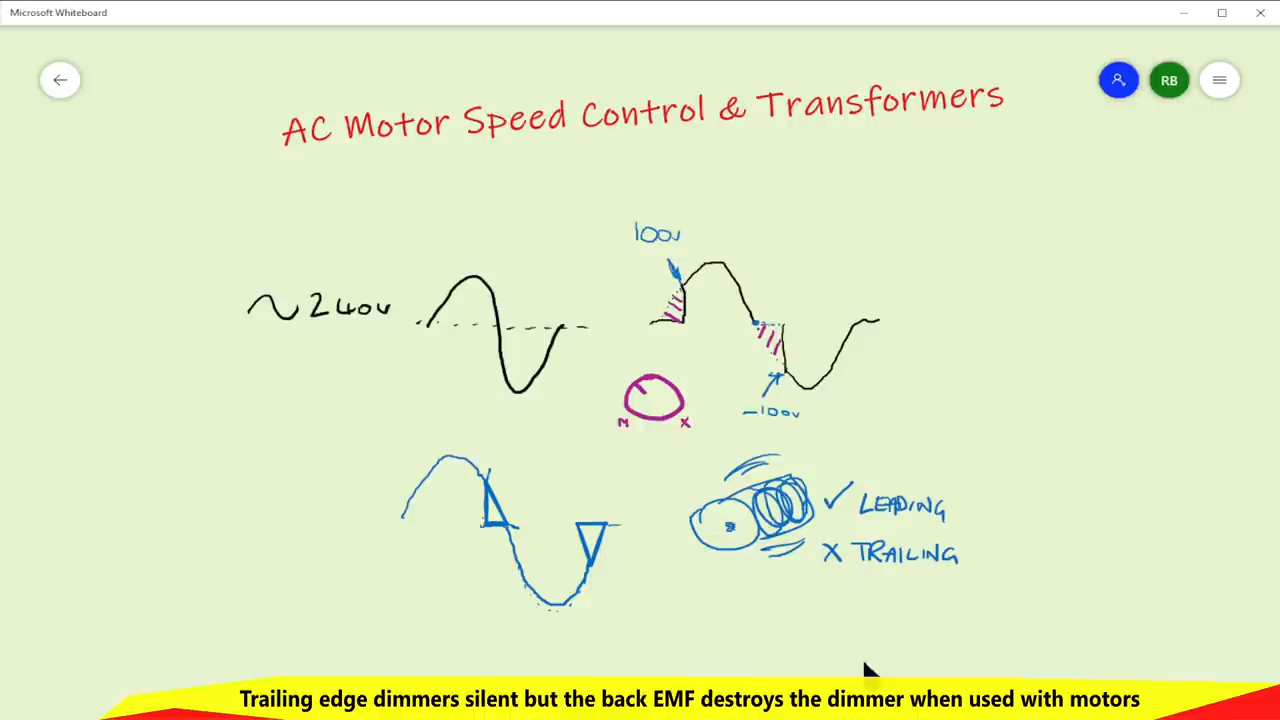 Microsoft Whiteboard
RB
AC Motor Speed Control & Transformers
100v
~240v
-100v
M X
✓ LEADING
X TRAILING
Trailing edge dimmers silent but the back EMF destroys the dimmer when used with motors